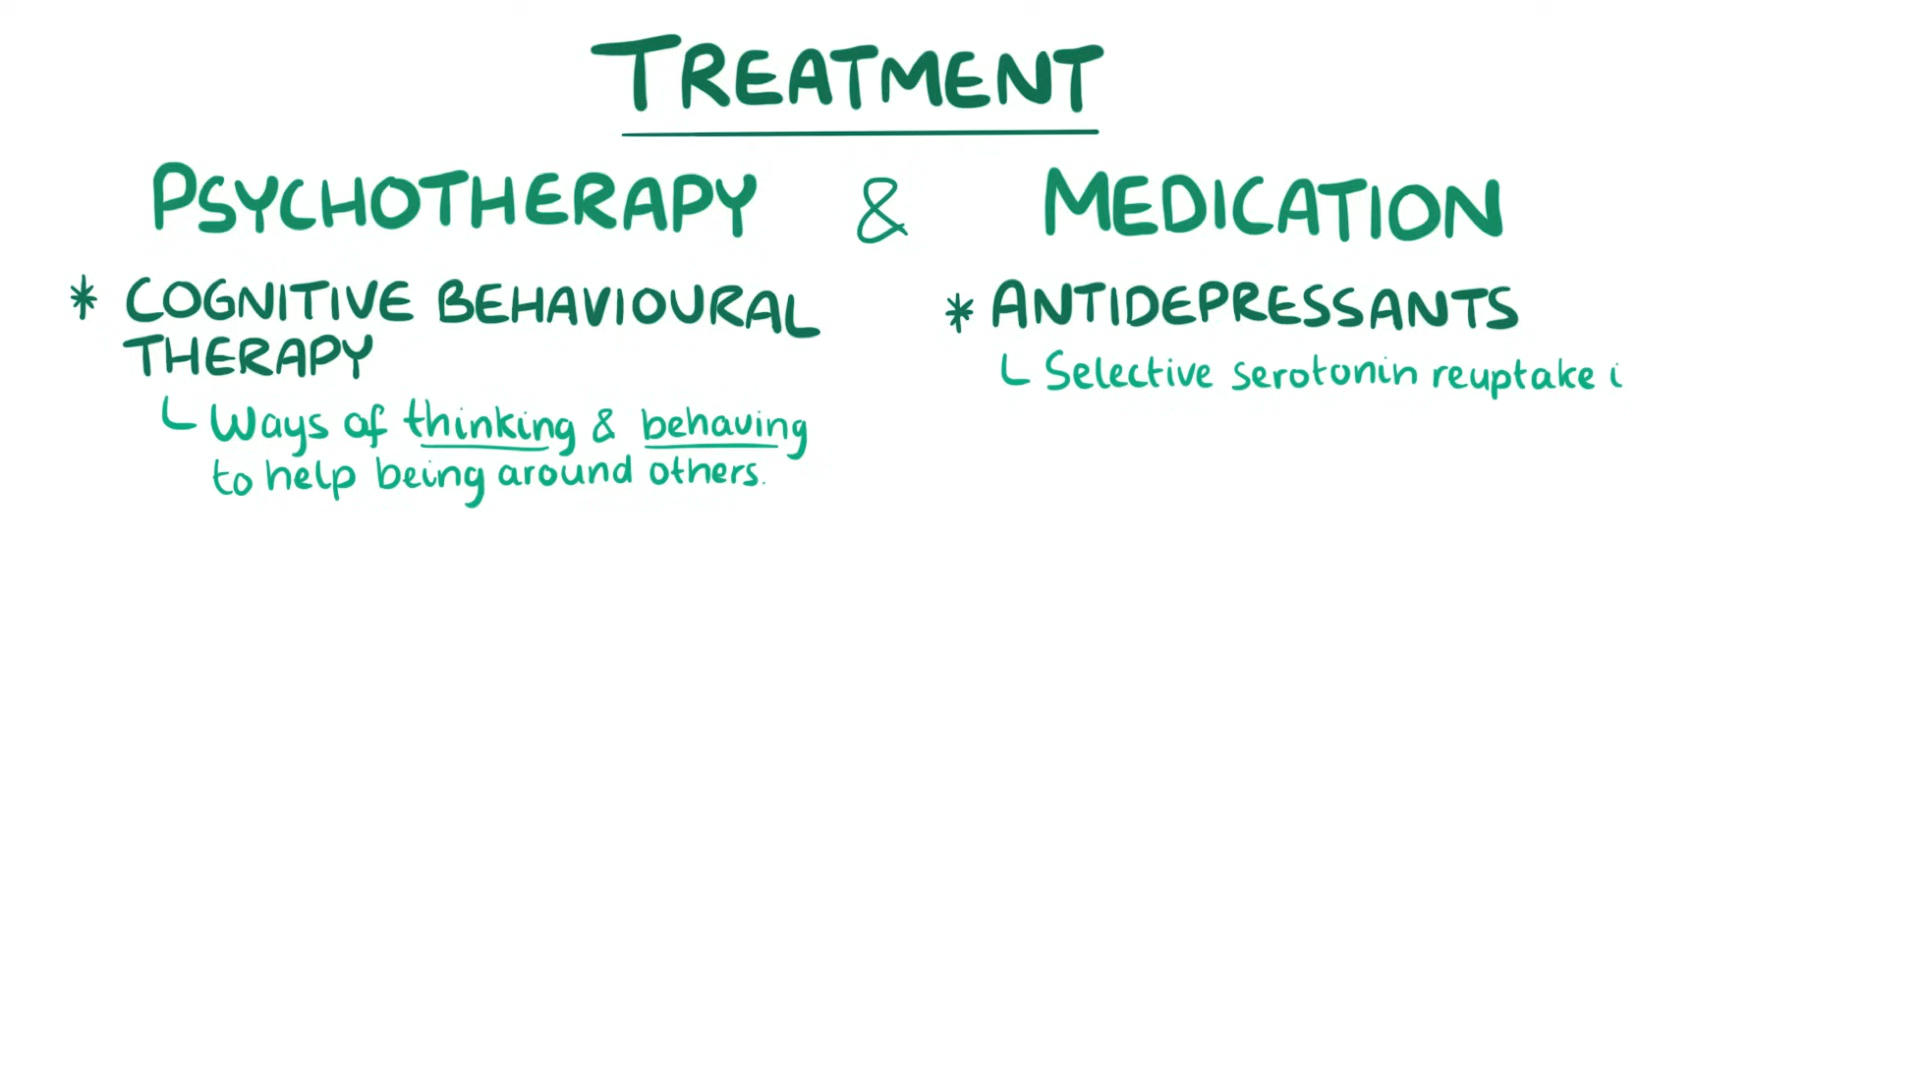 TREATMENT
PSYCHOTHERAPY & MEDICATION
* COGNITIVE BEHAVIOURAL
THERAPY
Ways of thinking & behaving
to help being around others.
* ANTIDEPRESSANTS
Selective serotonin reuptake i